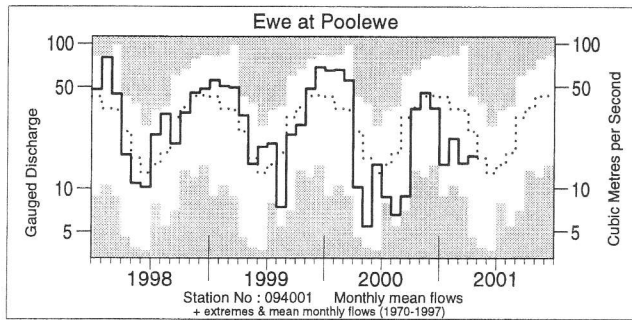 Ewe at Poolewe
100
50
10
5
Gauged Discharge
100
50
10
5
Cubic Metres per Second
1998 1999 2000 2001
Station No : 094001 Monthly mean flows
+ extremes & mean monthly flows (1970-1997)